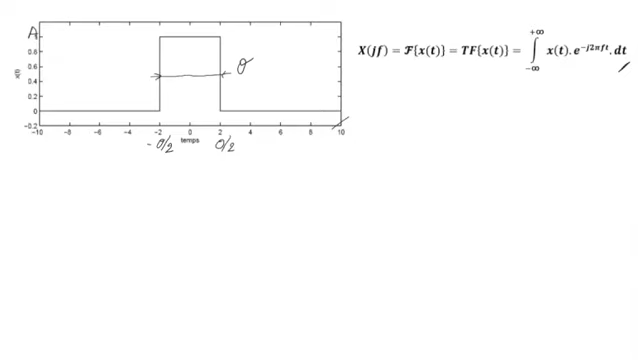 A
0.8
0.6
0.4
0.2
0
-0.2
x(t)
-10 -8 -6 -4 -2 0 2 4 6 8 10
temps
θ
- θ/2 θ/2
X(jf) = ℱ{x(t)} = TF{x(t)} = ∫_{-∞}^{+∞} x(t). e^{-j2πft}. dt